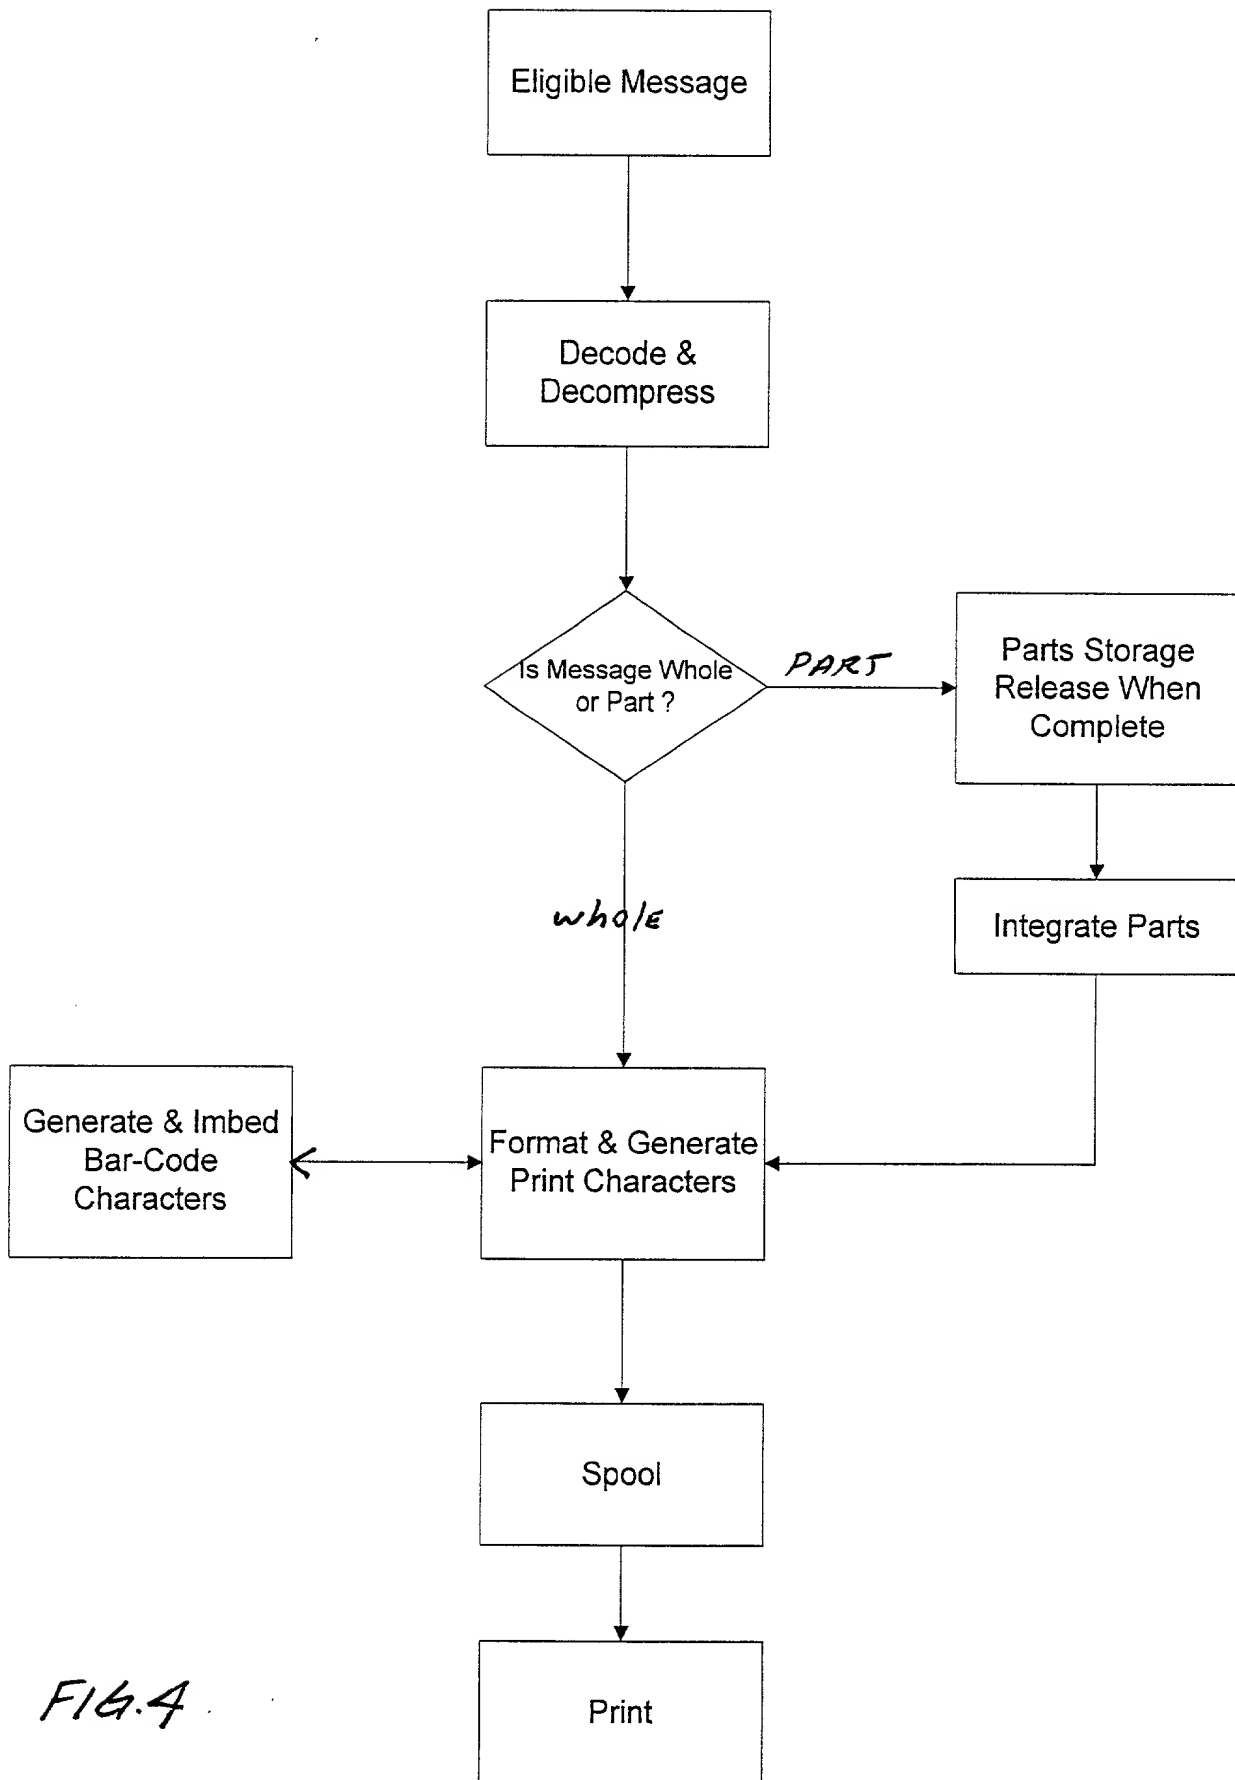 Eligible Message
Decode &
Decompress
Is Message Whole
or Part ?
PART
Parts Storage
Release When
Complete
whole
Integrate Parts
Generate & Imbed
Bar-Code
Characters
Format & Generate
Print Characters
Spool
Print
FIG.4